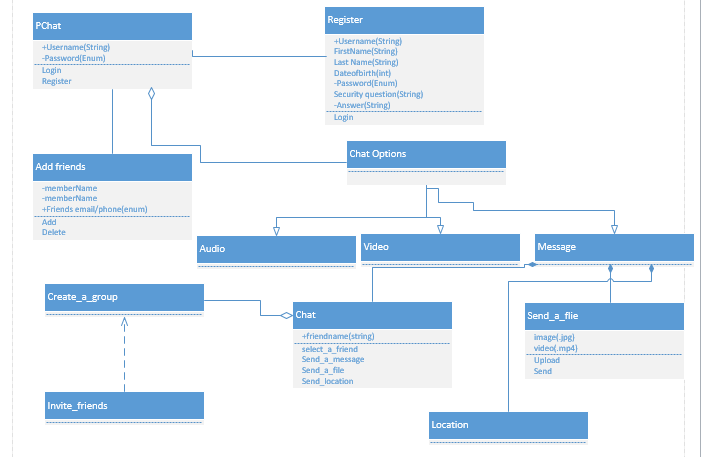 PChat
+Username(String)
-Password(Enum)
Login
Register
Register
+Username(String)
FirstName(String)
Last Name(String)
Dateofbirth(int)
-Password(Enum)
Security question(String)
-Answer(String)
Login
Add friends
-memberName
-memberName
+Friends email/phone(enum)
Add
Delete
Chat Options
Audio
Video
Message
Create_a_group
Chat
+friendname(string)
select_a_friend
Send_a_message
Send_a_file
Send_location
Send_a_flie
image(.jpg)
video(.mp4)
Upload
Send
Invite_friends
Location